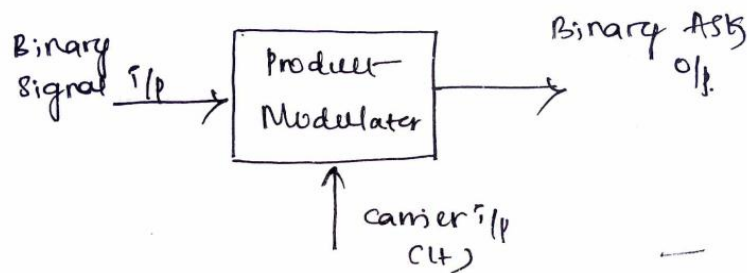 Binary
Signal i/p
Product
Modulater
Binary ASK
O/p.
Carrier i/p
C(t)